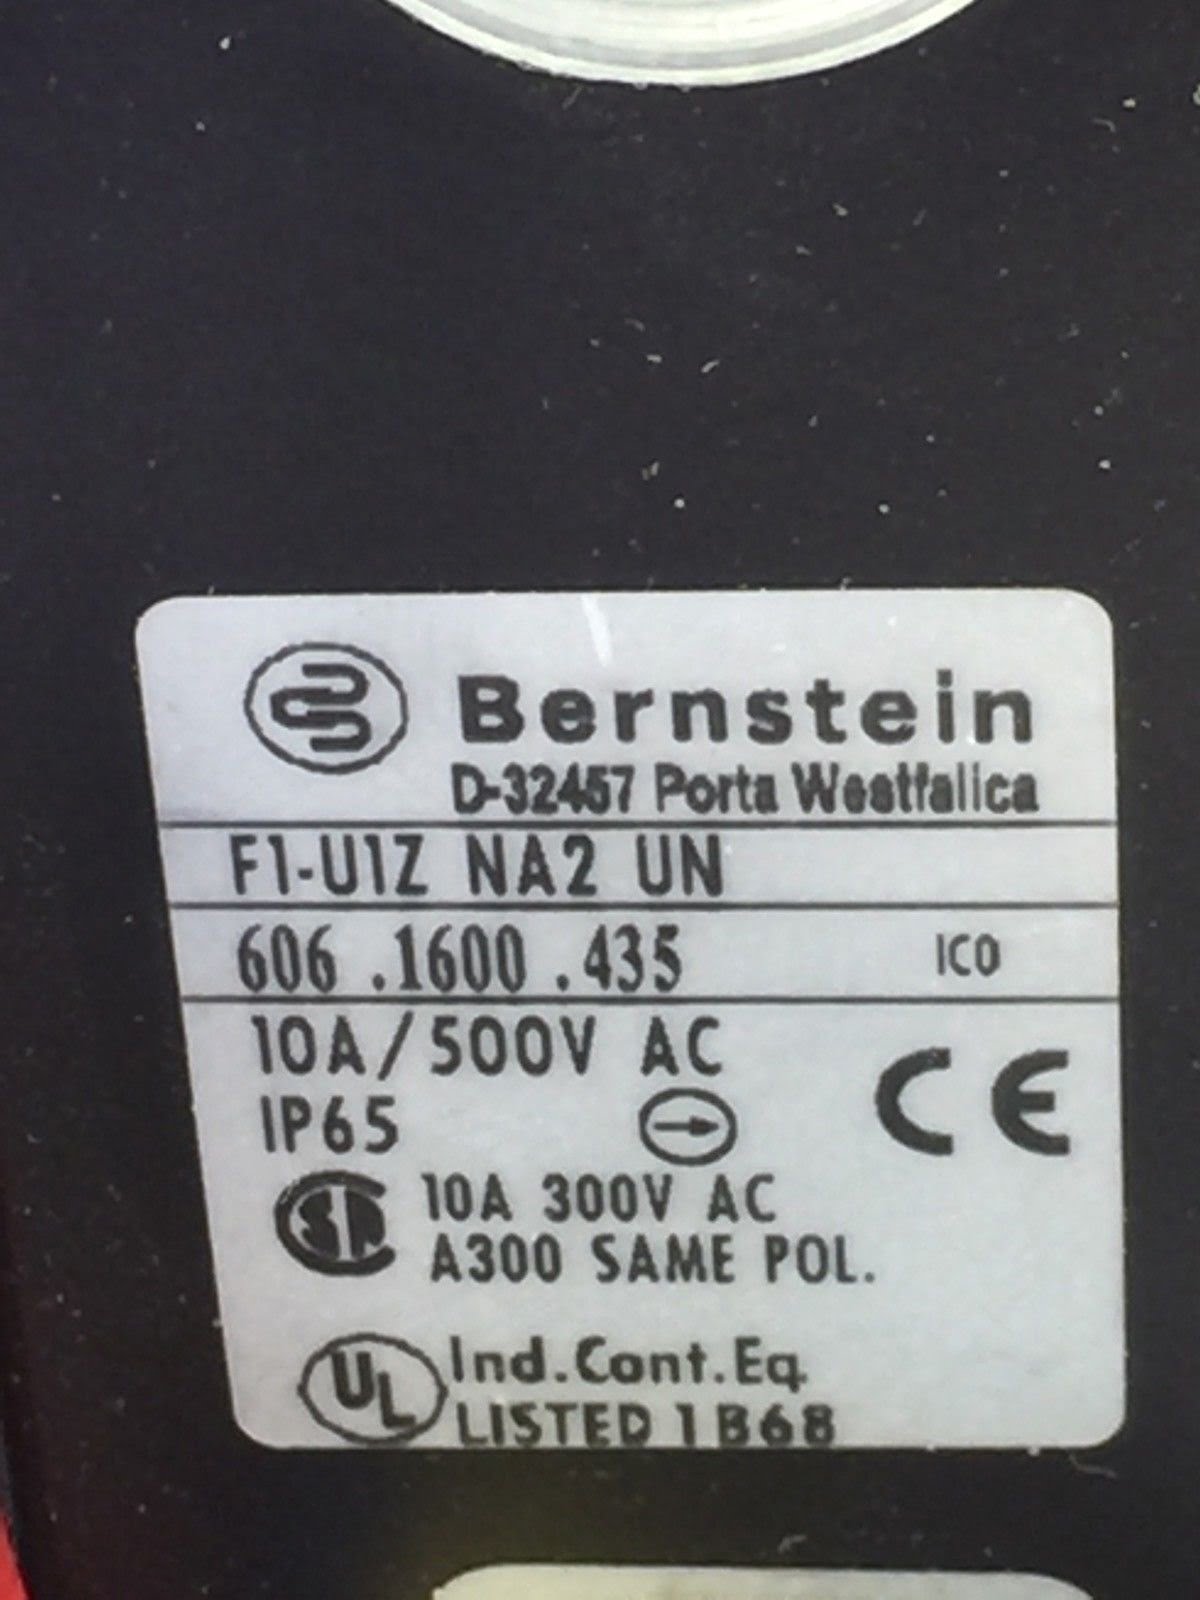 Bernstein
D-32457 Porta Westfalica
F1-U1Z NA2 UN
606.1600.435 ICO
10A/500V AC
CE
IP65
10A 300V AC
A300 SAME POL.
UL Ind.Cont.Eq
LISTED 1B68